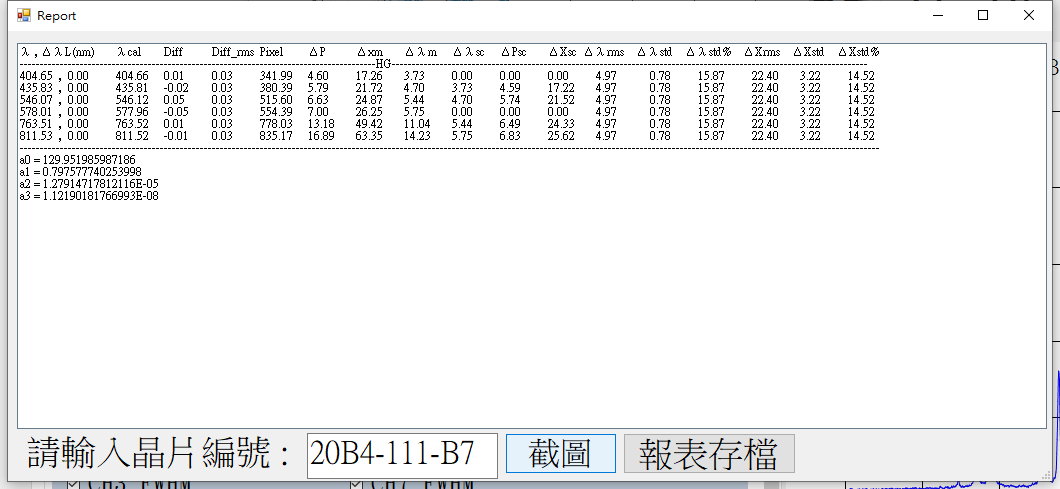 Report
λ , Δ λ L(nm) λ cal Diff Diff_rms Pixel Δ P Δ xm Δ λ m Δ λ sc Δ Psc Δ Xsc Δ λ rms Δ λ std Δ λ std% Δ Xrms Δ Xstd Δ Xstd%
HG
404.65 , 0.00 404.66 0.01 0.03 341.99 4.60 17.26 3.73 0.00 0.00 0.00 4.97 0.78 15.87 22.40 3.22 14.52
435.83 , 0.00 435.81 -0.02 0.03 380.39 5.79 21.72 4.70 3.73 4.59 17.22 4.97 0.78 15.87 22.40 3.22 14.52
546.07 , 0.00 546.12 0.05 0.03 515.60 6.63 24.87 5.44 4.70 5.74 21.52 4.97 0.78 15.87 22.40 3.22 14.52
578.01 , 0.00 577.96 -0.05 0.03 554.39 7.00 26.25 5.75 0.00 0.00 0.00 4.97 0.78 15.87 22.40 3.22 14.52
763.51 , 0.00 763.52 0.01 0.03 778.03 13.18 49.42 11.04 5.44 6.49 24.33 4.97 0.78 15.87 22.40 3.22 14.52
811.53 , 0.00 811.52 -0.01 0.03 835.17 16.89 63.35 14.23 5.75 6.83 25.62 4.97 0.78 15.87 22.40 3.22 14.52
a0 = 129.951985987186
a1 = 0.797577740253998
a2 = 1.27914717812116E-05
a3 = 1.12190181766993E-08
請輸入晶片編號 : 20B4-111-B7 截圖 報表存檔